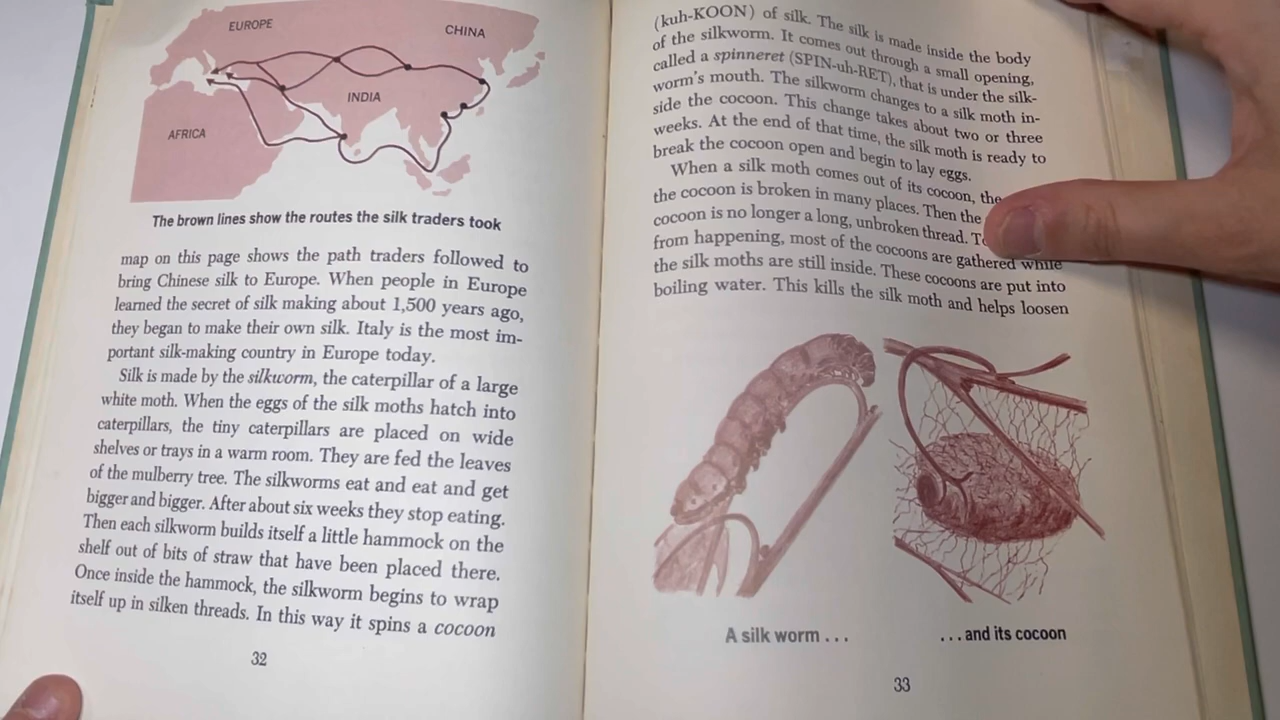 EUROPE
CHINA
INDIA
AFRICA
The brown lines show the routes the silk traders took
map on this page shows the path traders followed to
bring Chinese silk to Europe. When people in Europe
learned the secret of silk making about 1,500 years ago,
they began to make their own silk. Italy is the most im-
portant silk-making country in Europe today.
Silk is made by the silkworm, the caterpillar of a large
white moth. When the eggs of the silk moths hatch into
caterpillars, the tiny caterpillars are placed on wide
shelves or trays in a warm room. They are fed the leaves
of the mulberry tree. The silkworms eat and eat and get
bigger and bigger. After about six weeks they stop eating.
Then each silkworm builds itself a little hammock on the
shelf out of bits of straw that have been placed there.
Once inside the hammock, the silkworm begins to wrap
itself up in silken threads. In this way it spins a cocoon
32
(kuh-KOON) of silk. The silk is made inside the body
of the silkworm. It comes out through a small opening,
called a spinneret (SPIN-uh-RET), that is under the silk-
worm's mouth. The silkworm changes to a silk moth in-
side the cocoon. This change takes about two or three
weeks. At the end of that time, the silk moth is ready to
break the cocoon open and begin to lay eggs.
When a silk moth comes out of its cocoon, the
the cocoon is broken in many places. Then the
cocoon is no longer a long, unbroken thread.
from happening, most of the cocoons are gathered while
the silk moths are still inside. These cocoons are put into
boiling water. This kills the silk moth and helps loosen
A silk worm . . .
. . . and its cocoon
33